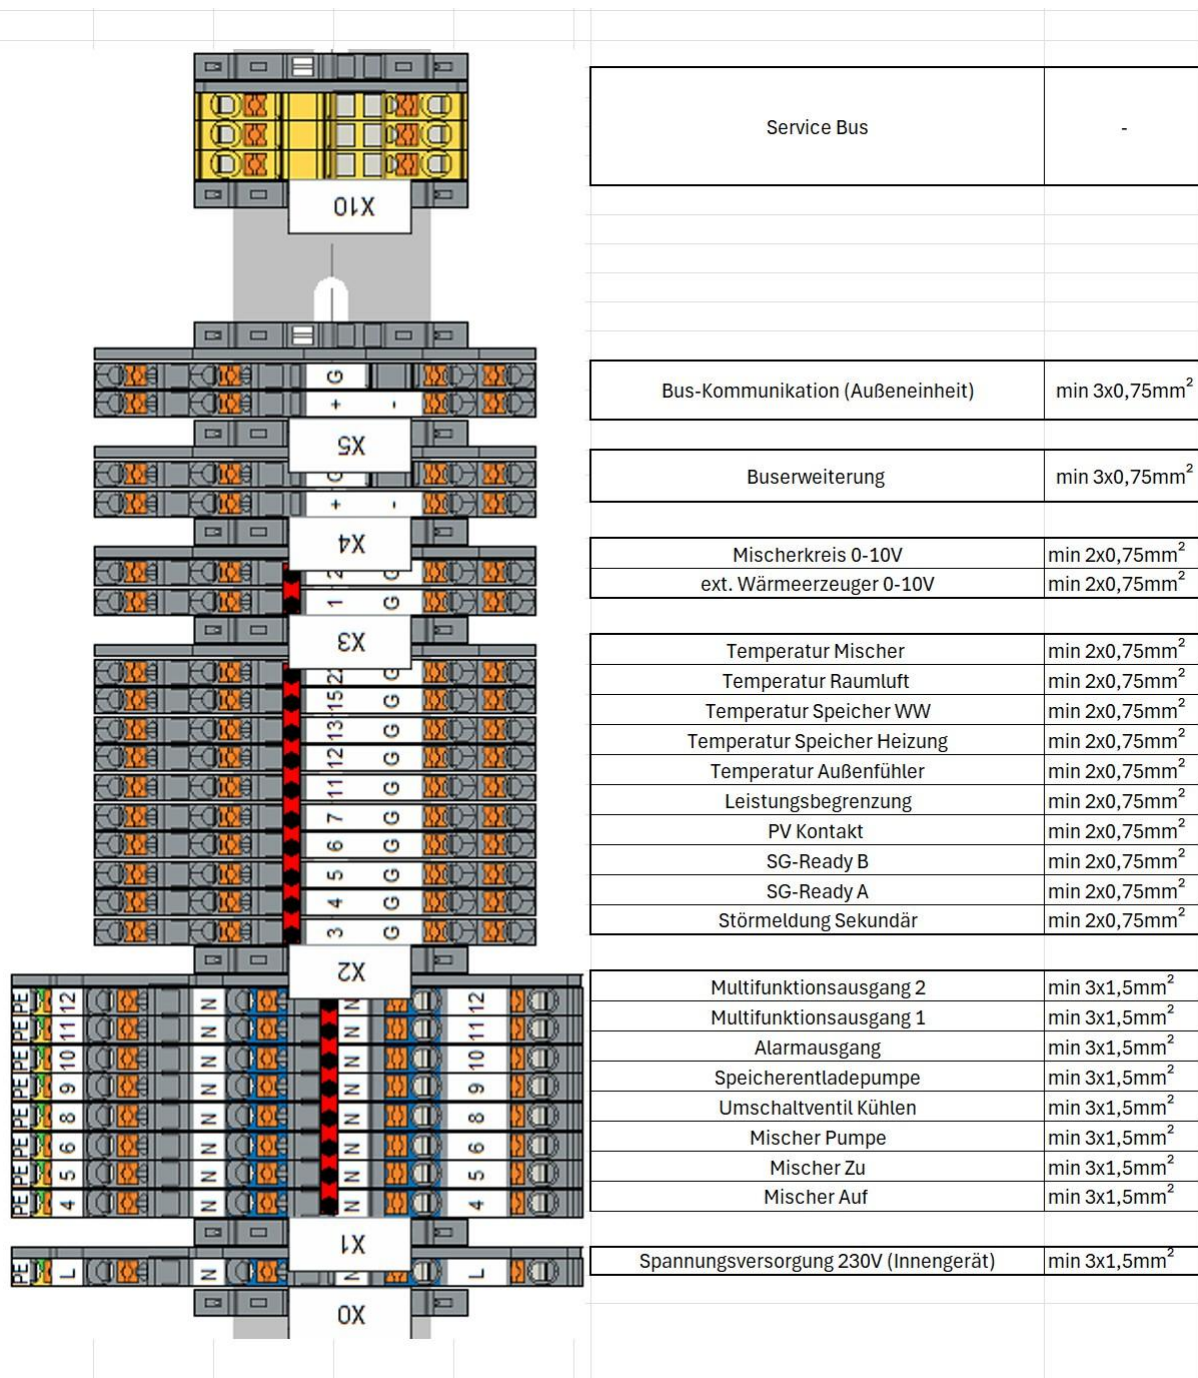 Service Bus -
X10
G
Bus-Kommunikation (Außeneinheit) min 3x0,75mm²
+ -
X5
G
Buserweiterung min 3x0,75mm²
+ -
X4
2 G Mischerkreis 0-10V min 2x0,75mm²
1 G ext. Wärmeerzeuger 0-10V min 2x0,75mm²
X3
22 G Temperatur Mischer min 2x0,75mm²
15 G Temperatur Raumluft min 2x0,75mm²
13 G Temperatur Speicher WW min 2x0,75mm²
12 G Temperatur Speicher Heizung min 2x0,75mm²
11 G Temperatur Außenfühler min 2x0,75mm²
7 G Leistungsbegrenzung min 2x0,75mm²
6 G PV Kontakt min 2x0,75mm²
5 G SG-Ready B min 2x0,75mm²
4 G SG-Ready A min 2x0,75mm²
3 G Störmeldung Sekundär min 2x0,75mm²
X2
PE 12 N N 12 Multifunktionsausgang 2 min 3x1,5mm²
PE 11 N N 11 Multifunktionsausgang 1 min 3x1,5mm²
PE 10 N N 10 Alarmausgang min 3x1,5mm²
PE 9 N N 9 Speicherentladepumpe min 3x1,5mm²
PE 8 N N 8 Umschaltventil Kühlen min 3x1,5mm²
PE 6 N N 6 Mischer Pumpe min 3x1,5mm²
PE 5 N N 5 Mischer Zu min 3x1,5mm²
PE 4 N N 4 Mischer Auf min 3x1,5mm²
X1
PE L N N L Spannungsversorgung 230V (Innengerät) min 3x1,5mm²
X0